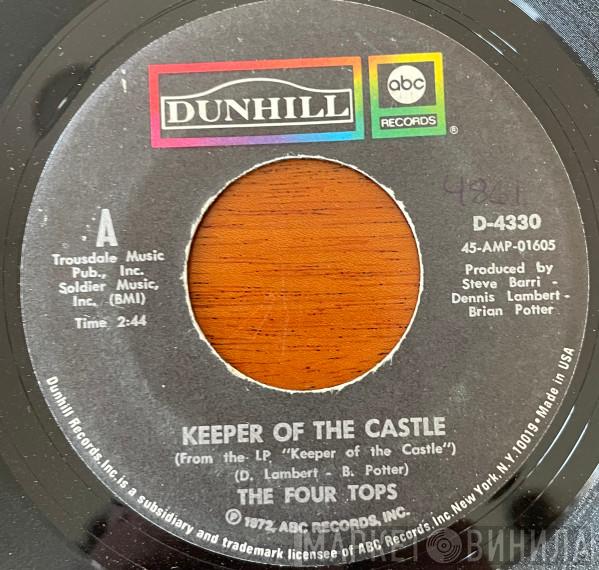 DUNHILL
abc
RECORDS
®
4861
A
D-4330
45-AMP-01605
Trousdale Music
Pub., Inc.
Soldier Music,
Inc. (BMI)
Time 2:44
Produced by
Steve Barri -
Dennis Lambert -
Brian Potter
KEEPER OF THE CASTLE
(From the LP "Keeper of the Castle")
(D. Lambert - B. Potter)
THE FOUR TOPS
℗ 1972, ABC RECORDS, INC.
Dunhill Records, Inc. is a subsidiary and trademark licensee of ABC Records, Inc. New York, N.Y. 10019 • Made in USA
МАРКЕТ ВИНИЛА